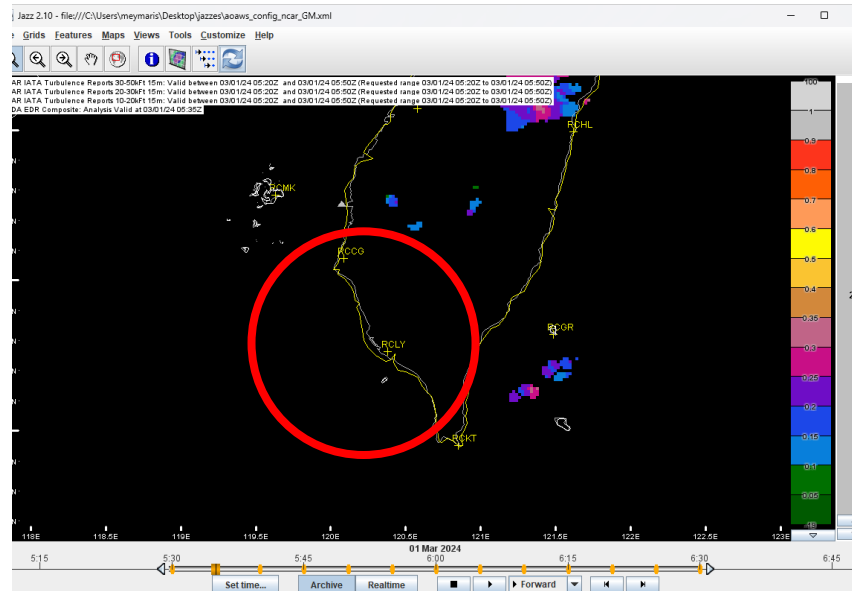 Jazz 2.10 - file:///C:\Users\meymaris\Desktop\jazzes\aoaws_config_ncar_GM.xml
Grids Features Maps Views Tools Customize Help
AR IATA Turbulence Reports 30-50kFt 15m: Valid between 03/01/24 05:20Z and 03/01/24 05:50Z (Requested range 03/01/24 05:20Z to 03/01/24 05:50Z)
AR IATA Turbulence Reports 20-30kFt 15m: Valid between 03/01/24 05:20Z and 03/01/24 05:50Z (Requested range 03/01/24 05:20Z to 03/01/24 05:50Z)
AR IATA Turbulence Reports 10-20kFt 15m: Valid between 03/01/24 05:20Z and 03/01/24 05:50Z (Requested range 03/01/24 05:20Z to 03/01/24 05:50Z)
DA EDR Composite: Analysis Valid at 03/01/24 05:35Z
100
1
0.9
0.7
0.6
0.4
0.35
0.3
0.2
0.15
0.1
0.05
-18
RCHL
RCMK
RCCG
RCGR
RCLY
RCKT
N
N
N
N
N
N
N
N
N
N
N
2
118E 118.5E 119E 119.5E 120E 120.5E 121E 121.5E 122E 122.5E 123E
01 Mar 2024
5:15 5:30 5:45 6:00 6:15 6:30 6:45
Set time... Archive Realtime Forward